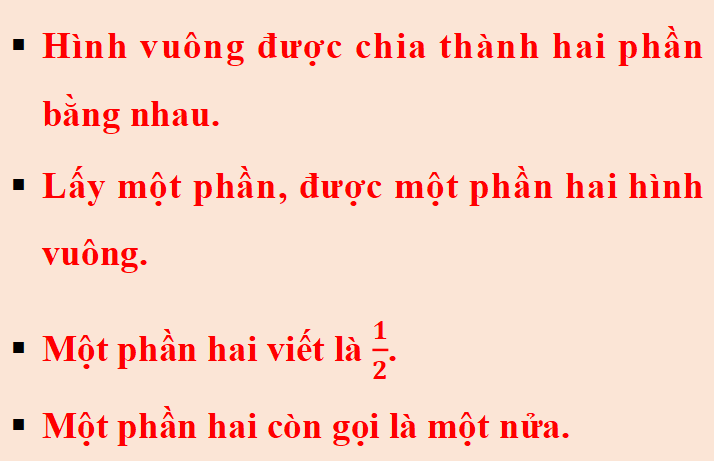 ▪ Hình vuông được chia thành hai phần
bằng nhau.
▪ Lấy một phần, được một phần hai hình
vuông.
▪ Một phần hai viết là $\frac{1}{2}$.
▪ Một phần hai còn gọi là một nửa.